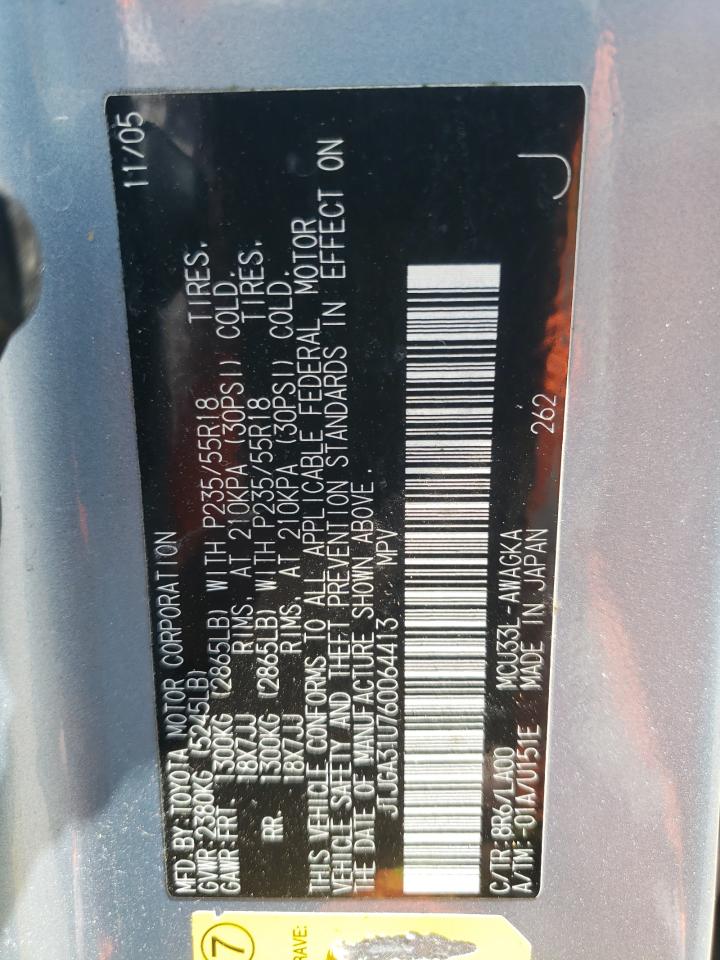 MFD.BY:TOYOTA MOTOR CORPORATION 11/05
GVWR:2380KG (5245LB)
GAWR:FRT. 1300KG (2865LB) WITH P235/55R18 TIRES,
18X7JJ RIMS, AT 210KPA (30PSI) COLD.
RR. 1300KG (2865LB) WITH P235/55R18 TIRES,
18X7JJ RIMS, AT 210KPA (30PSI) COLD.
THIS VEHICLE CONFORMS TO ALL APPLICABLE FEDERAL MOTOR
VEHICLE SAFETY AND THEFT PREVENTION STANDARDS IN EFFECT ON
THE DATE OF MANUFACTURE SHOWN ABOVE.
JTJGA31U760064413 MPV
C/TR: 8R6/LA00 MCU33L-AWAGKA 262
A/TM: -01A/U151E MADE IN JAPAN J
7
RAVE: